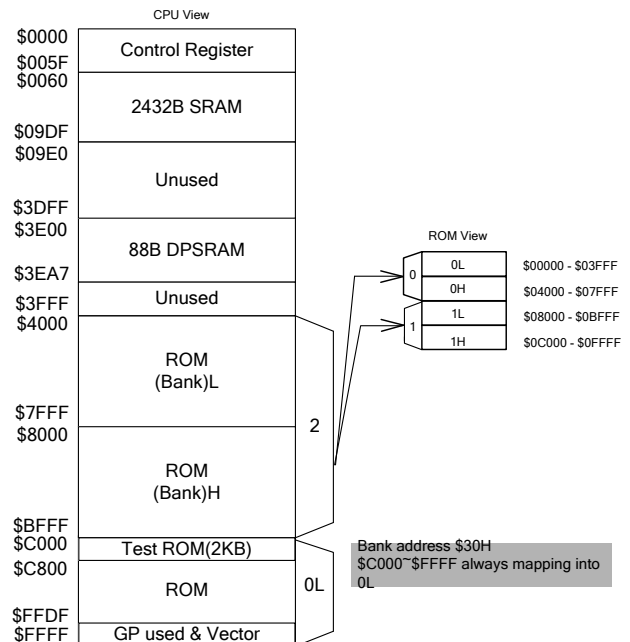 CPU View
$0000
Control Register
$005F
$0060
2432B SRAM
$09DF
$09E0
Unused
$3DFF
$3E00
88B DPSRAM
$3EA7
Unused
$3FFF
$4000
ROM
(Bank)L
$7FFF
$8000
2
ROM
(Bank)H
$BFFF
$C000
Test ROM(2KB)
$C800
ROM
0L
$FFDF
$FFFF
GP used & Vector
ROM View
0
0L
$00000 - $03FFF
0H
$04000 - $07FFF
1
1L
$08000 - $0BFFF
1H
$0C000 - $0FFFF
Bank address $30H
$C000~$FFFF always mapping into
0L